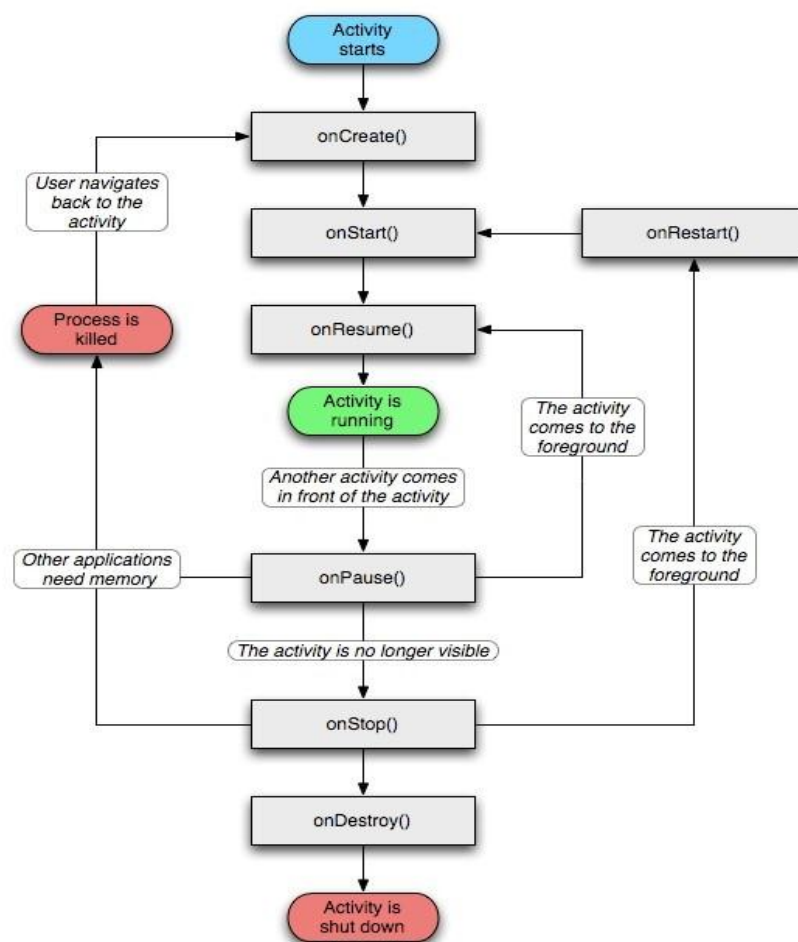 Activity
starts
onCreate()
User navigates
back to the
activity
onStart()
onRestart()
Process is
killed
onResume()
Activity is
running
The activity
comes to the
foreground
Another activity comes
in front of the activity
The activity
comes to the
foreground
Other applications
need memory
onPause()
The activity is no longer visible
onStop()
onDestroy()
Activity is
shut down